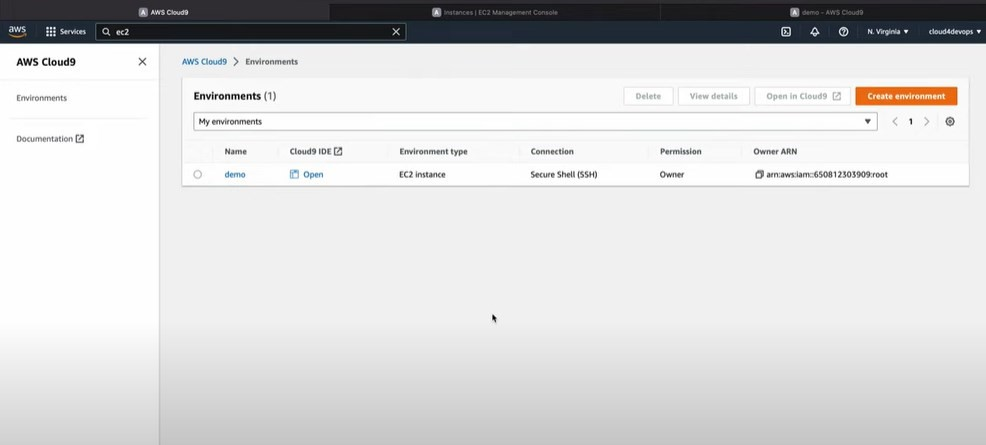 AWS Cloud9
Instances | EC2 Management Console
demo - AWS Cloud9
aws
Services
ec2
N. Virginia
cloud4devops
AWS Cloud9
Environments
Documentation
AWS Cloud9 > Environments
Environments (1)
Delete
View details
Open in Cloud9
Create environment
My environments
1
Name Cloud9 IDE Environment type Connection Permission Owner ARN
demo Open EC2 instance Secure Shell (SSH) Owner arn:aws:iam::650812303909:root